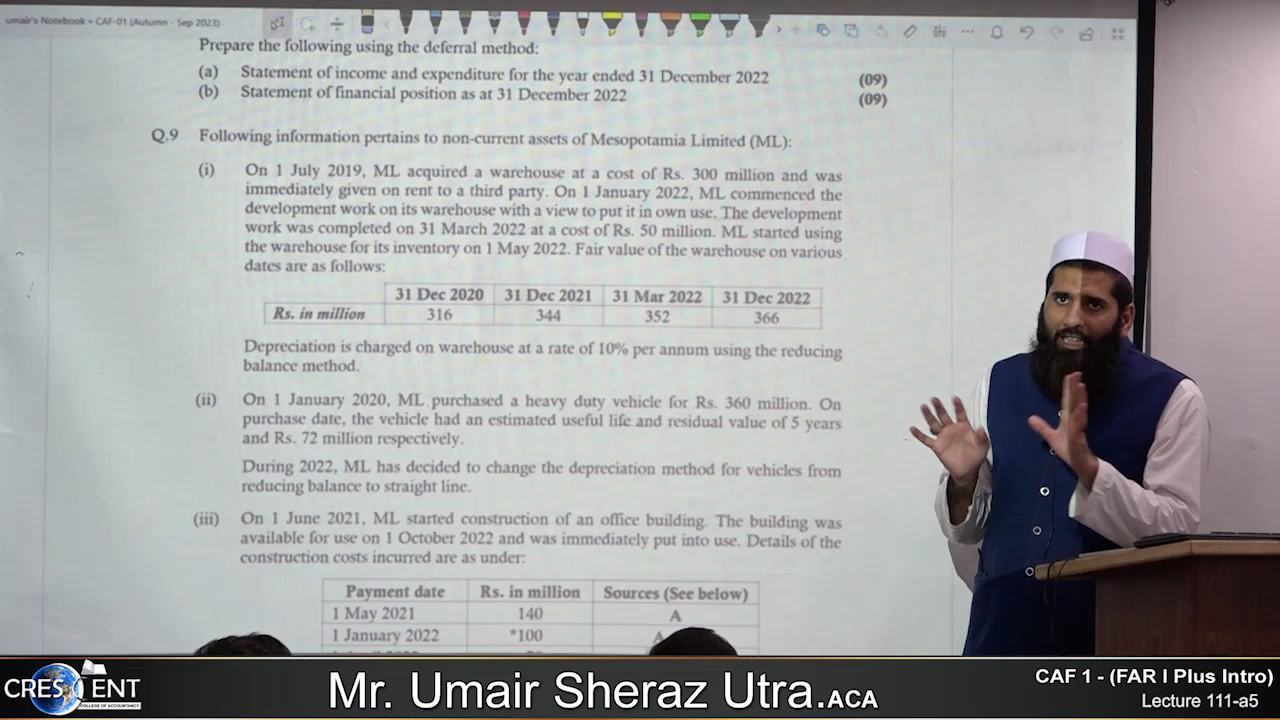 umair's Notebook » CAF-01 (Autumn - Sep 2023)
Prepare the following using the deferral method:
(a) Statement of income and expenditure for the year ended 31 December 2022 (09)
(b) Statement of financial position as at 31 December 2022 (09)
Q.9 Following information pertains to non-current assets of Mesopotamia Limited (ML):
(i) On 1 July 2019, ML acquired a warehouse at a cost of Rs. 300 million and was
immediately given on rent to a third party. On 1 January 2022, ML commenced the
development work on its warehouse with a view to put it in own use. The development
work was completed on 31 March 2022 at a cost of Rs. 50 million. ML started using
the warehouse for its inventory on 1 May 2022. Fair value of the warehouse on various
dates are as follows:
31 Dec 2020 31 Dec 2021 31 Mar 2022 31 Dec 2022
Rs. in million 316 344 352 366
Depreciation is charged on warehouse at a rate of 10% per annum using the reducing
balance method.
(ii) On 1 January 2020, ML purchased a heavy duty vehicle for Rs. 360 million. On
purchase date, the vehicle had an estimated useful life and residual value of 5 years
and Rs. 72 million respectively.
During 2022, ML has decided to change the depreciation method for vehicles from
reducing balance to straight line.
(iii) On 1 June 2021, ML started construction of an office building. The building was
available for use on 1 October 2022 and was immediately put into use. Details of the
construction costs incurred are as under:
Payment date Rs. in million Sources (See below)
1 May 2021 140 A
1 January 2022 *100 A
CRESCENT
COLLEGE OF ACCOUNTANCY
Mr. Umair Sheraz Utra.ACA
CAF 1 - (FAR I Plus Intro)
Lecture 111-a5